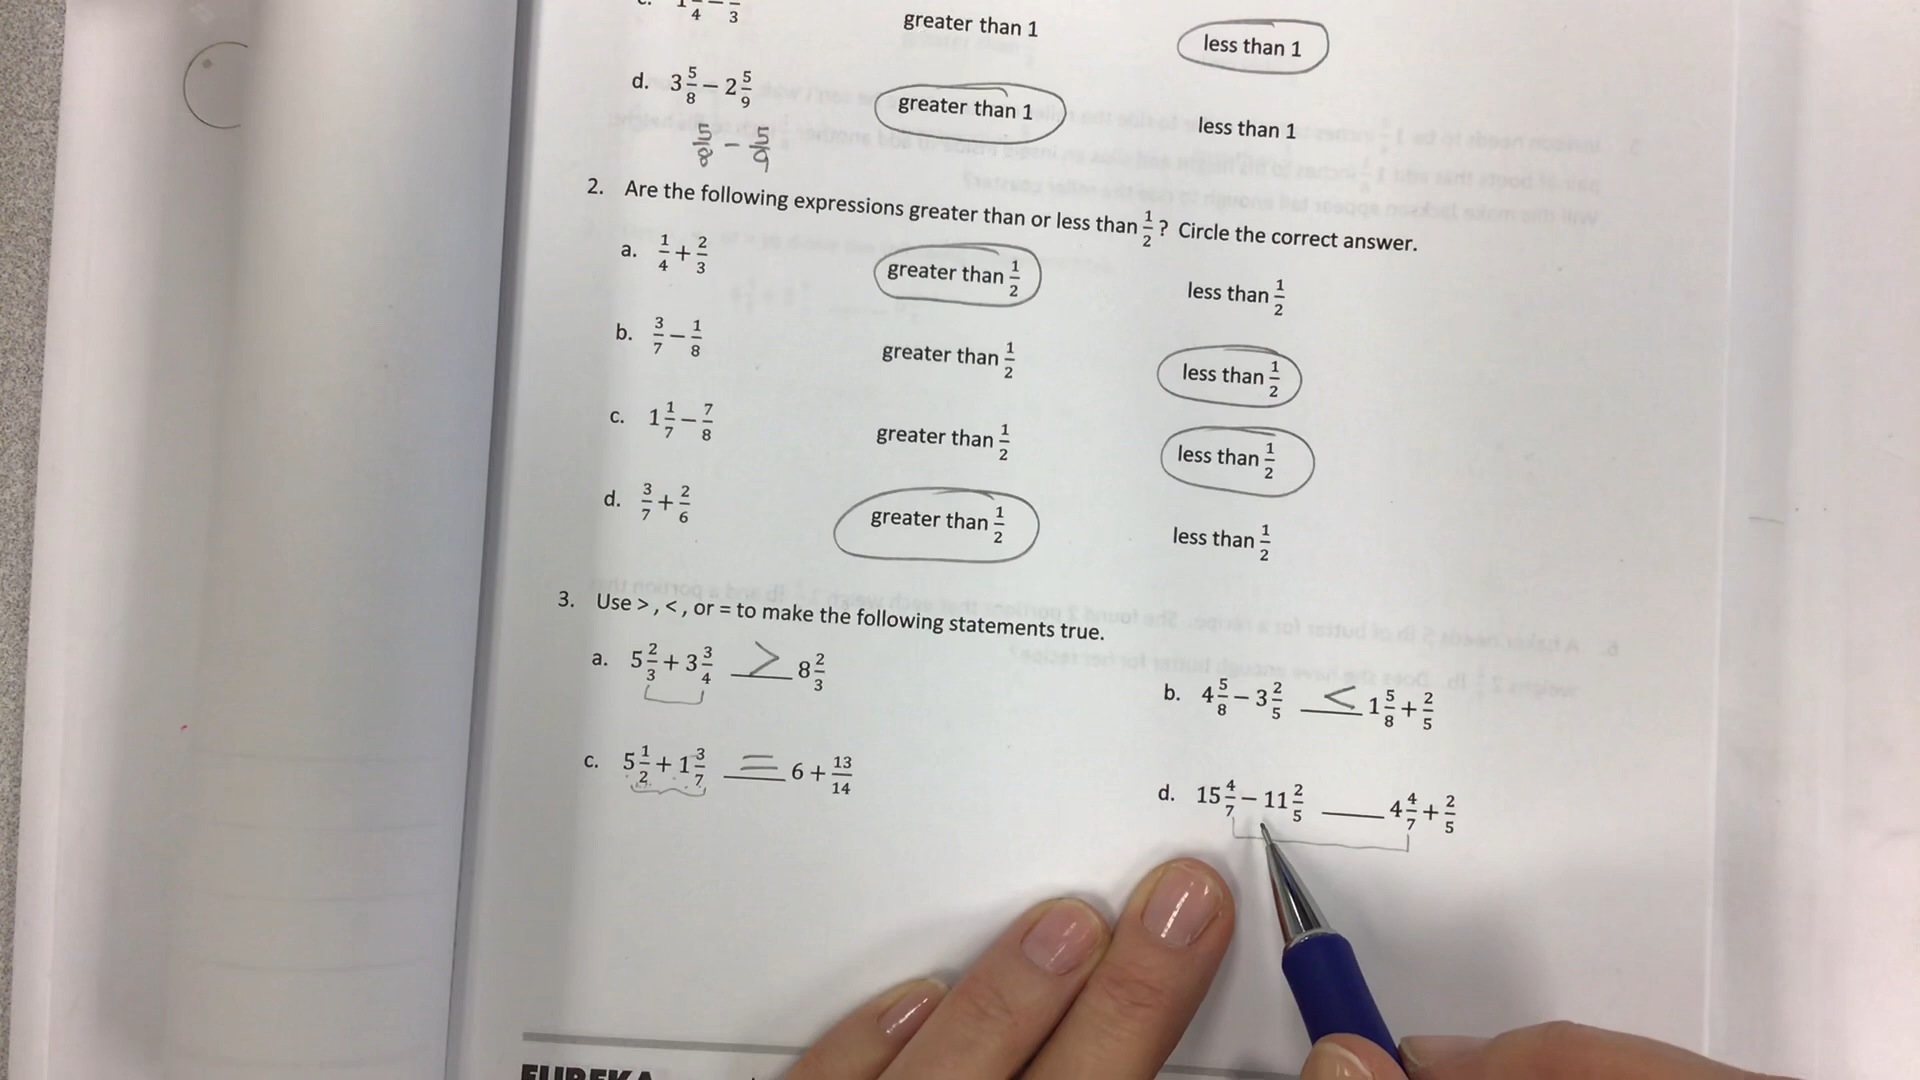 greater than 1 less than 1
d. 3 5/8 − 2 5/9 greater than 1 less than 1
5/8 − 5/9
2. Are the following expressions greater than or less than 1/2? Circle the correct answer.
a. 1/4 + 2/3 greater than 1/2 less than 1/2
b. 3/7 − 1/8 greater than 1/2 less than 1/2
c. 1 1/7 − 7/8 greater than 1/2 less than 1/2
d. 3/7 + 2/6 greater than 1/2 less than 1/2
3. Use >, <, or = to make the following statements true.
a. 5 2/3 + 3 3/4 > 8 2/3
b. 4 5/8 − 3 2/5 < 1 5/8 + 2/5
c. 5 1/2 + 1 3/7 = 6 + 13/14
d. 15 4/7 − 11 2/5 ____ 4 4/7 + 2/5
EUREKA